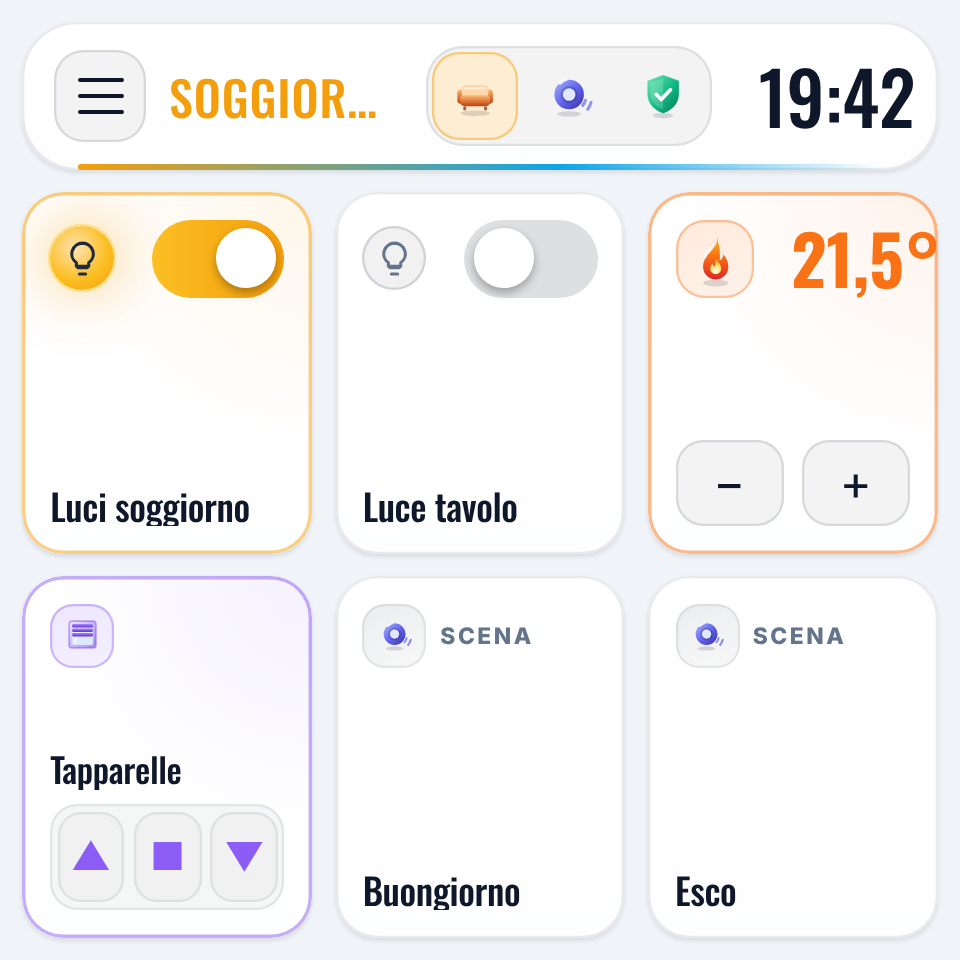 SOGGIOR...
19:42
21,5°
Luci soggiorno
Luce tavolo
− +
SCENA
SCENA
Tapparelle
Buongiorno
Esco